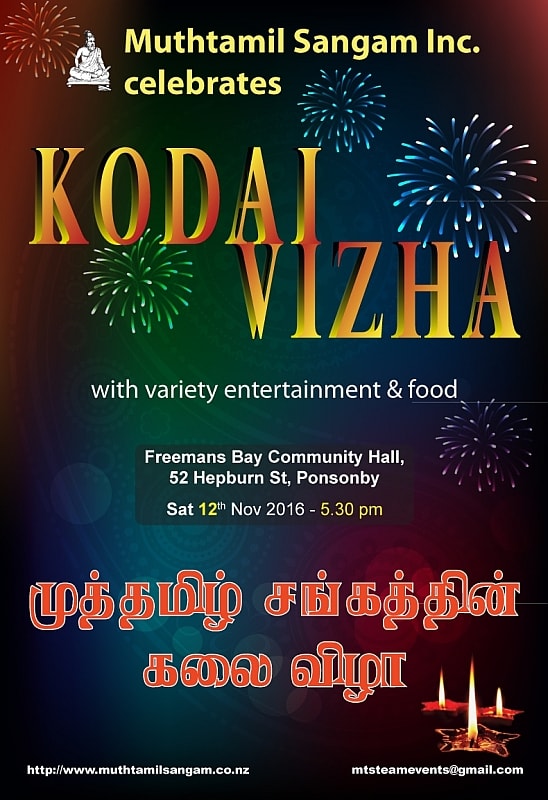 Muthtamil Sangam Inc.
celebrates
KODAI
VIZHA
with variety entertainment & food
Freemans Bay Community Hall,
52 Hepburn St, Ponsonby
Sat 12th Nov 2016 - 5.30 pm
முத்தமிழ் சங்கத்தின்
கலை விழா
http://www.muthtamilsangam.co.nz mtsteamevents@gmail.com